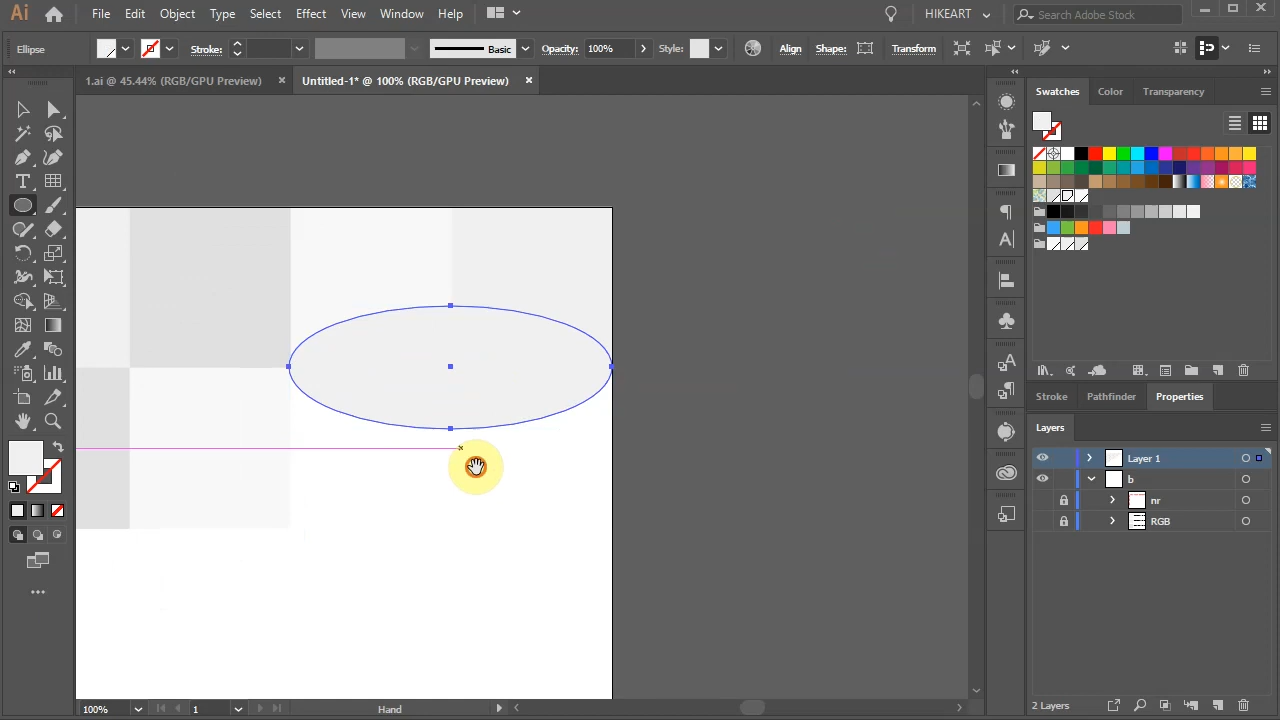 Ai File Edit Object Type Select Effect View Window Help HIKEART Search Adobe Stock
Ellipse Stroke: Basic Opacity: 100% Style: Align Shape: Transform
1.ai @ 45.44% (RGB/GPU Preview) Untitled-1* @ 100% (RGB/GPU Preview)
Swatches Color Transparency
Stroke Pathfinder Properties
Layers
Layer 1
b
nr
RGB
2 Layers
100% 1 Hand